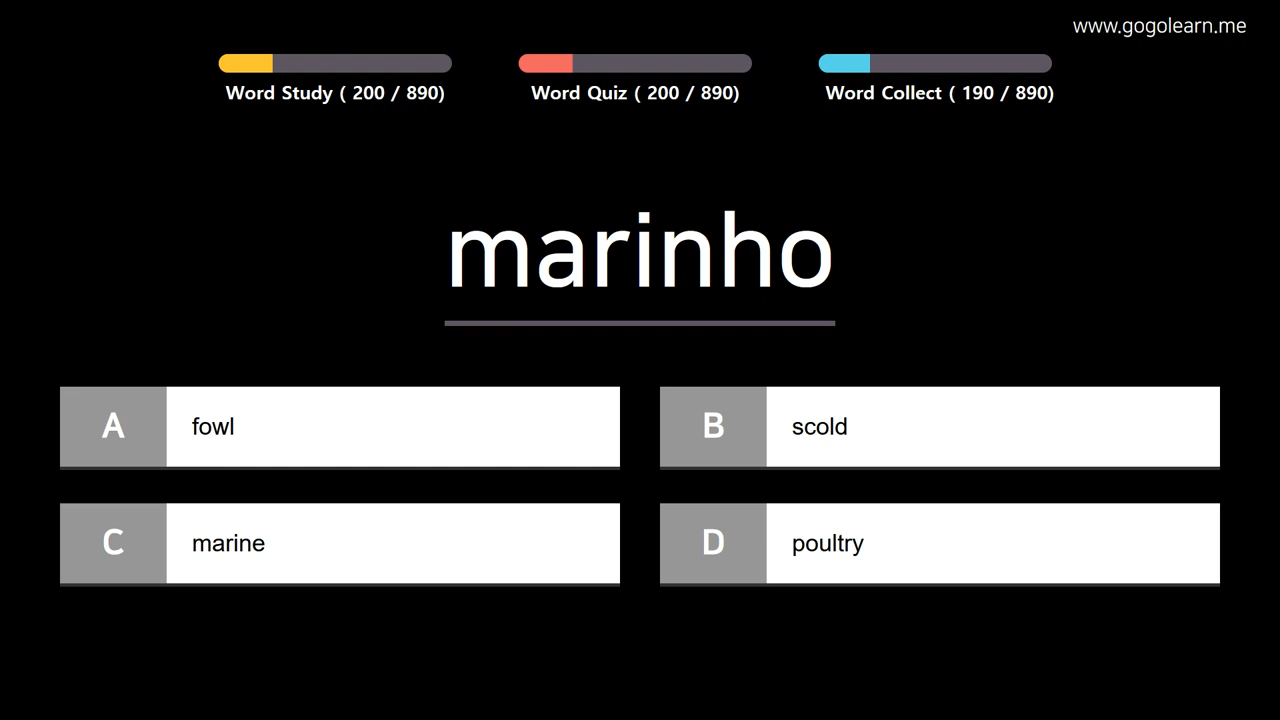 www.gogolearn.me
Word Study ( 200 / 890)
Word Quiz ( 200 / 890)
Word Collect ( 190 / 890)
marinho
A fowl
B scold
C marine
D poultry